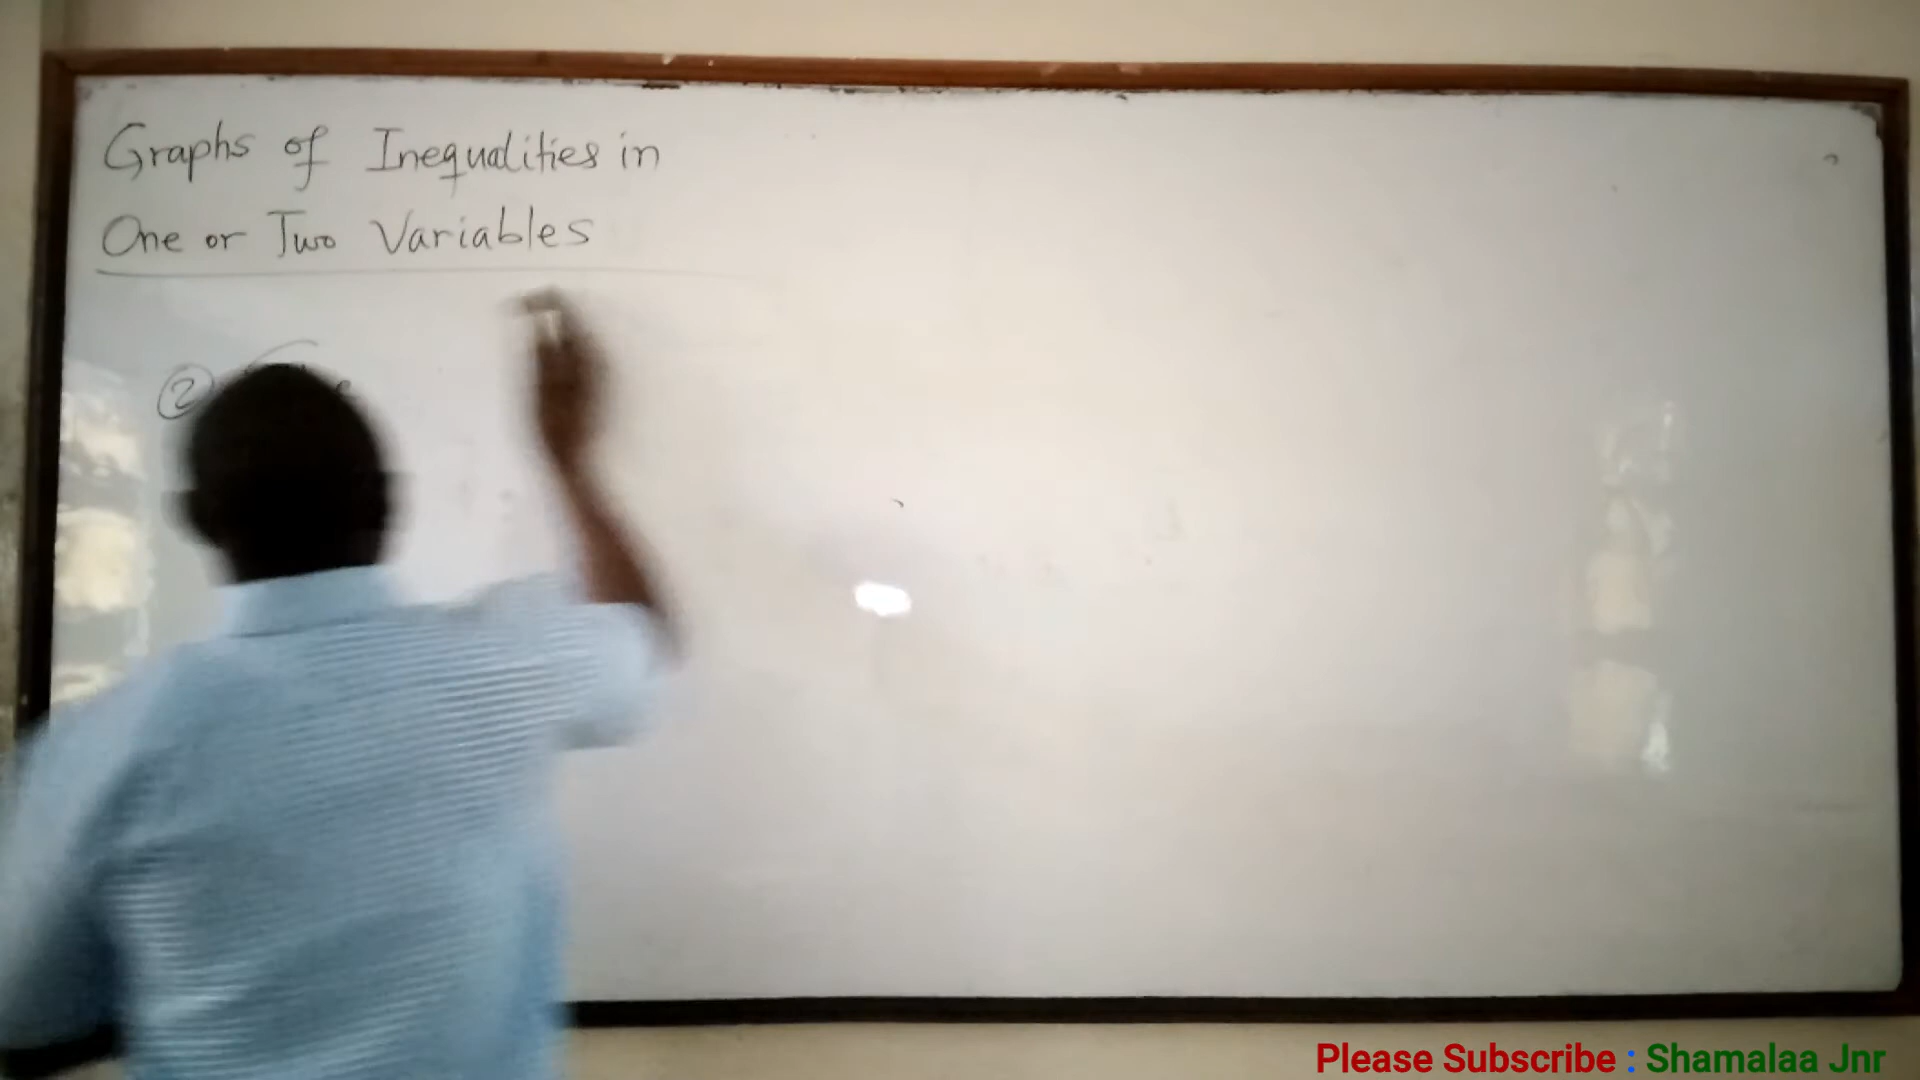 Graphs of Inequalities in
One or Two Variables
②
Please Subscribe : Shamalaa Jnr